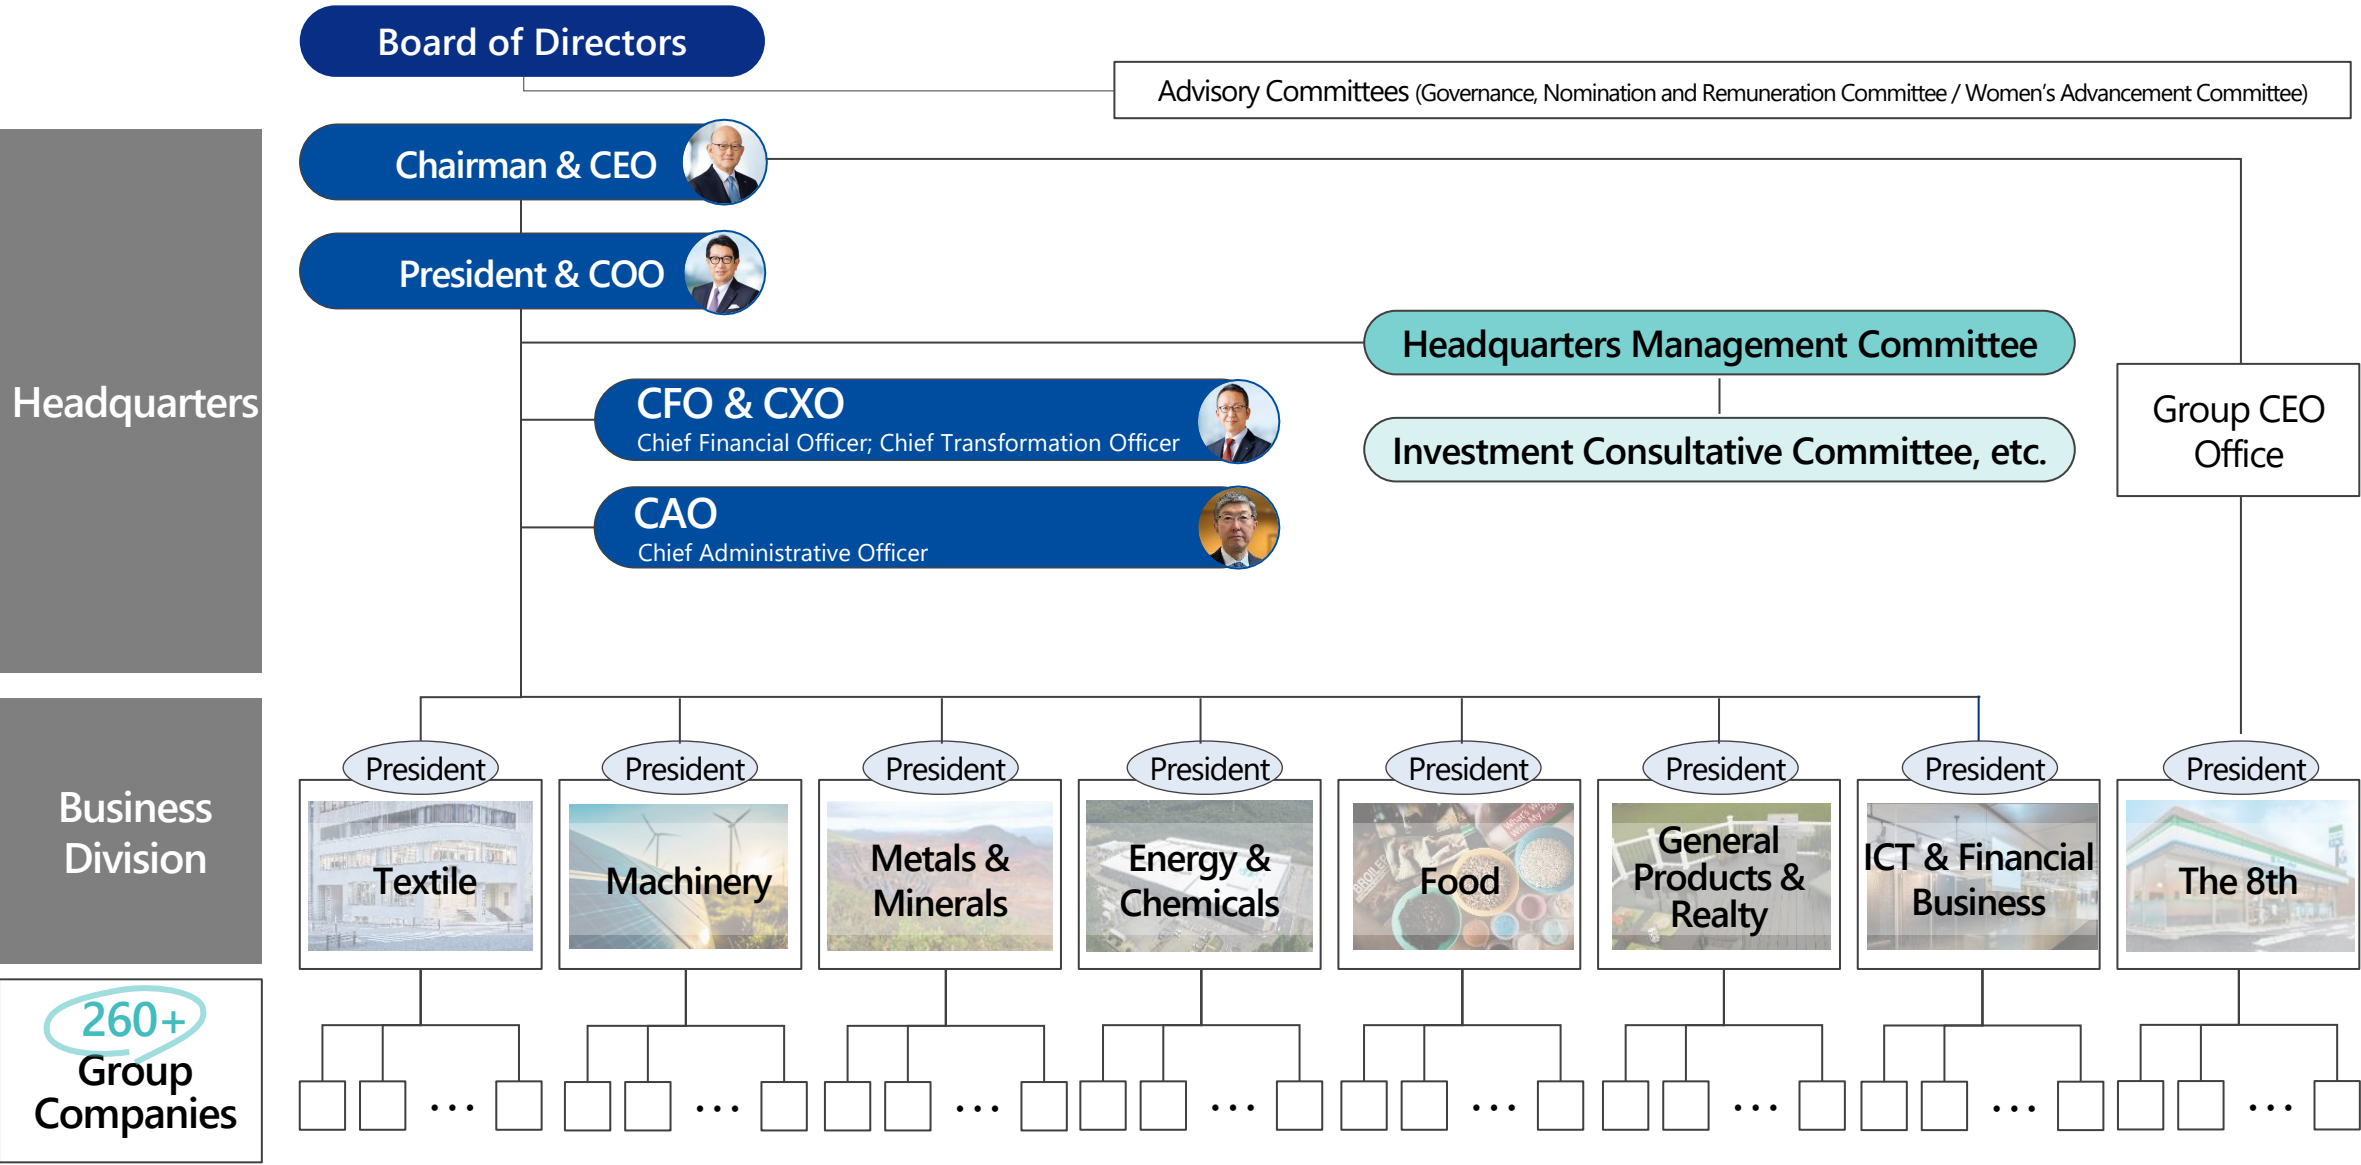 Board of Directors
Advisory Committees (Governance, Nomination and Remuneration Committee / Women's Advancement Committee)
Chairman & CEO
President & COO
Headquarters
Headquarters Management Committee
CFO & CXO
Chief Financial Officer; Chief Transformation Officer
Investment Consultative Committee, etc.
Group CEO
Office
CAO
Chief Administrative Officer
Business
Division
President
President
President
President
President
President
President
President
Textile
Machinery
Metals &
Minerals
Energy &
Chemicals
Food
General
Products &
Realty
ICT & Financial
Business
The 8th
260+
Group
Companies
...
...
...
...
...
...
...
...